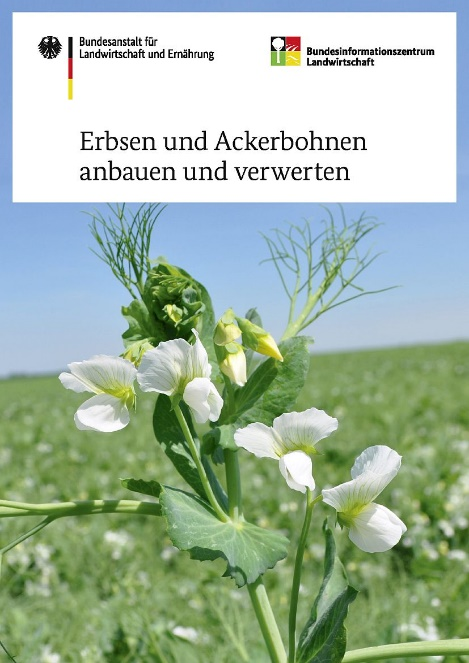 Bundesanstalt für
Landwirtschaft und Ernährung
Bundesinformationszentrum
Landwirtschaft
Erbsen und Ackerbohnen
anbauen und verwerten